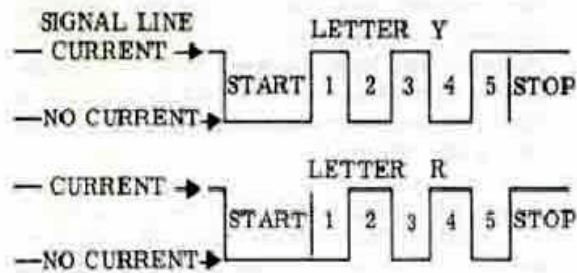 SIGNAL LINE
CURRENT
LETTER Y
START 1 2 3 4 5 STOP
NO CURRENT
LETTER R
CURRENT
START 1 2 3 4 5 STOP
NO CURRENT